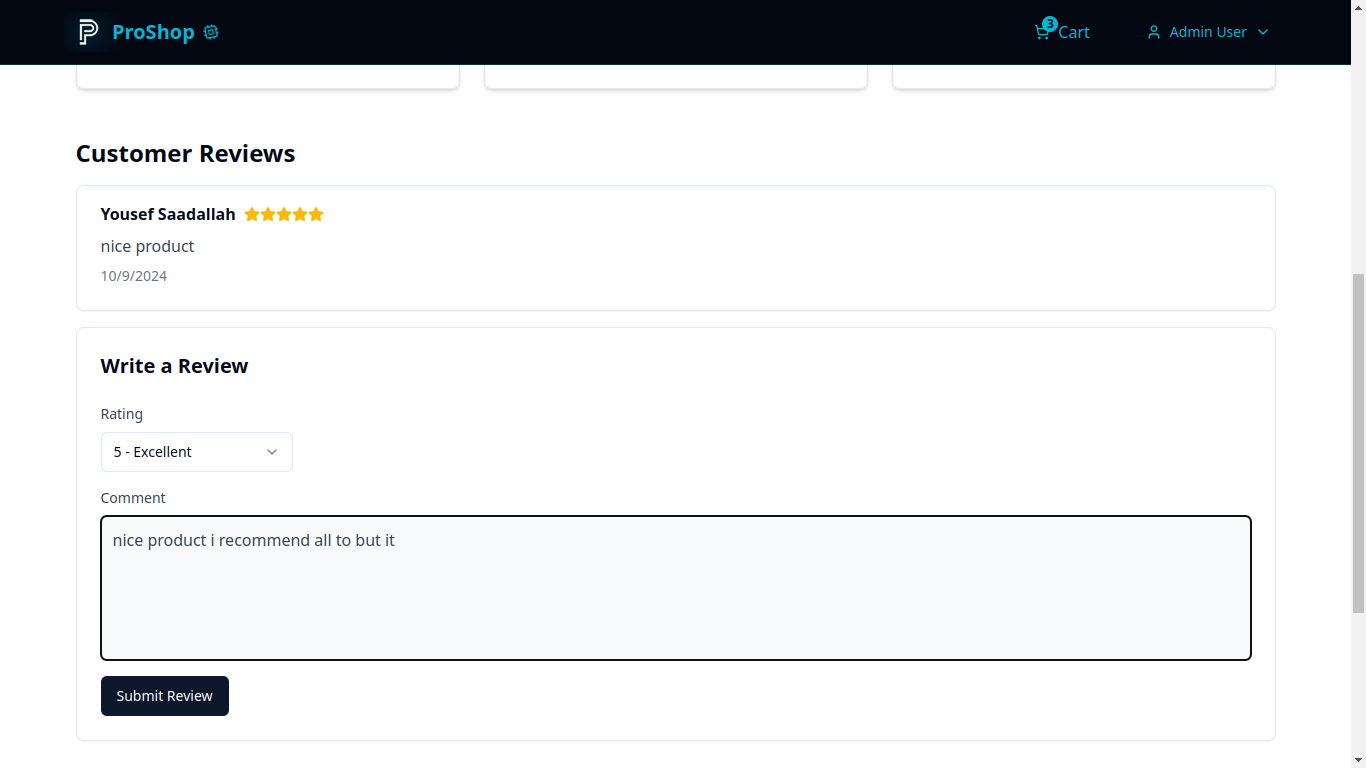 ProShop
3
Cart
Admin User
Customer Reviews
Yousef Saadallah
nice product
10/9/2024
Write a Review
Rating
5 - Excellent
Comment
nice product i recommend all to but it
Submit Review